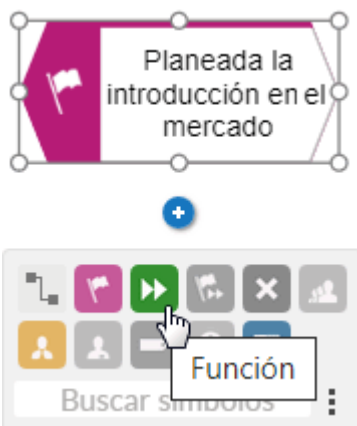 Planeada la
introducción en el
mercado
Función
Buscar símbolos